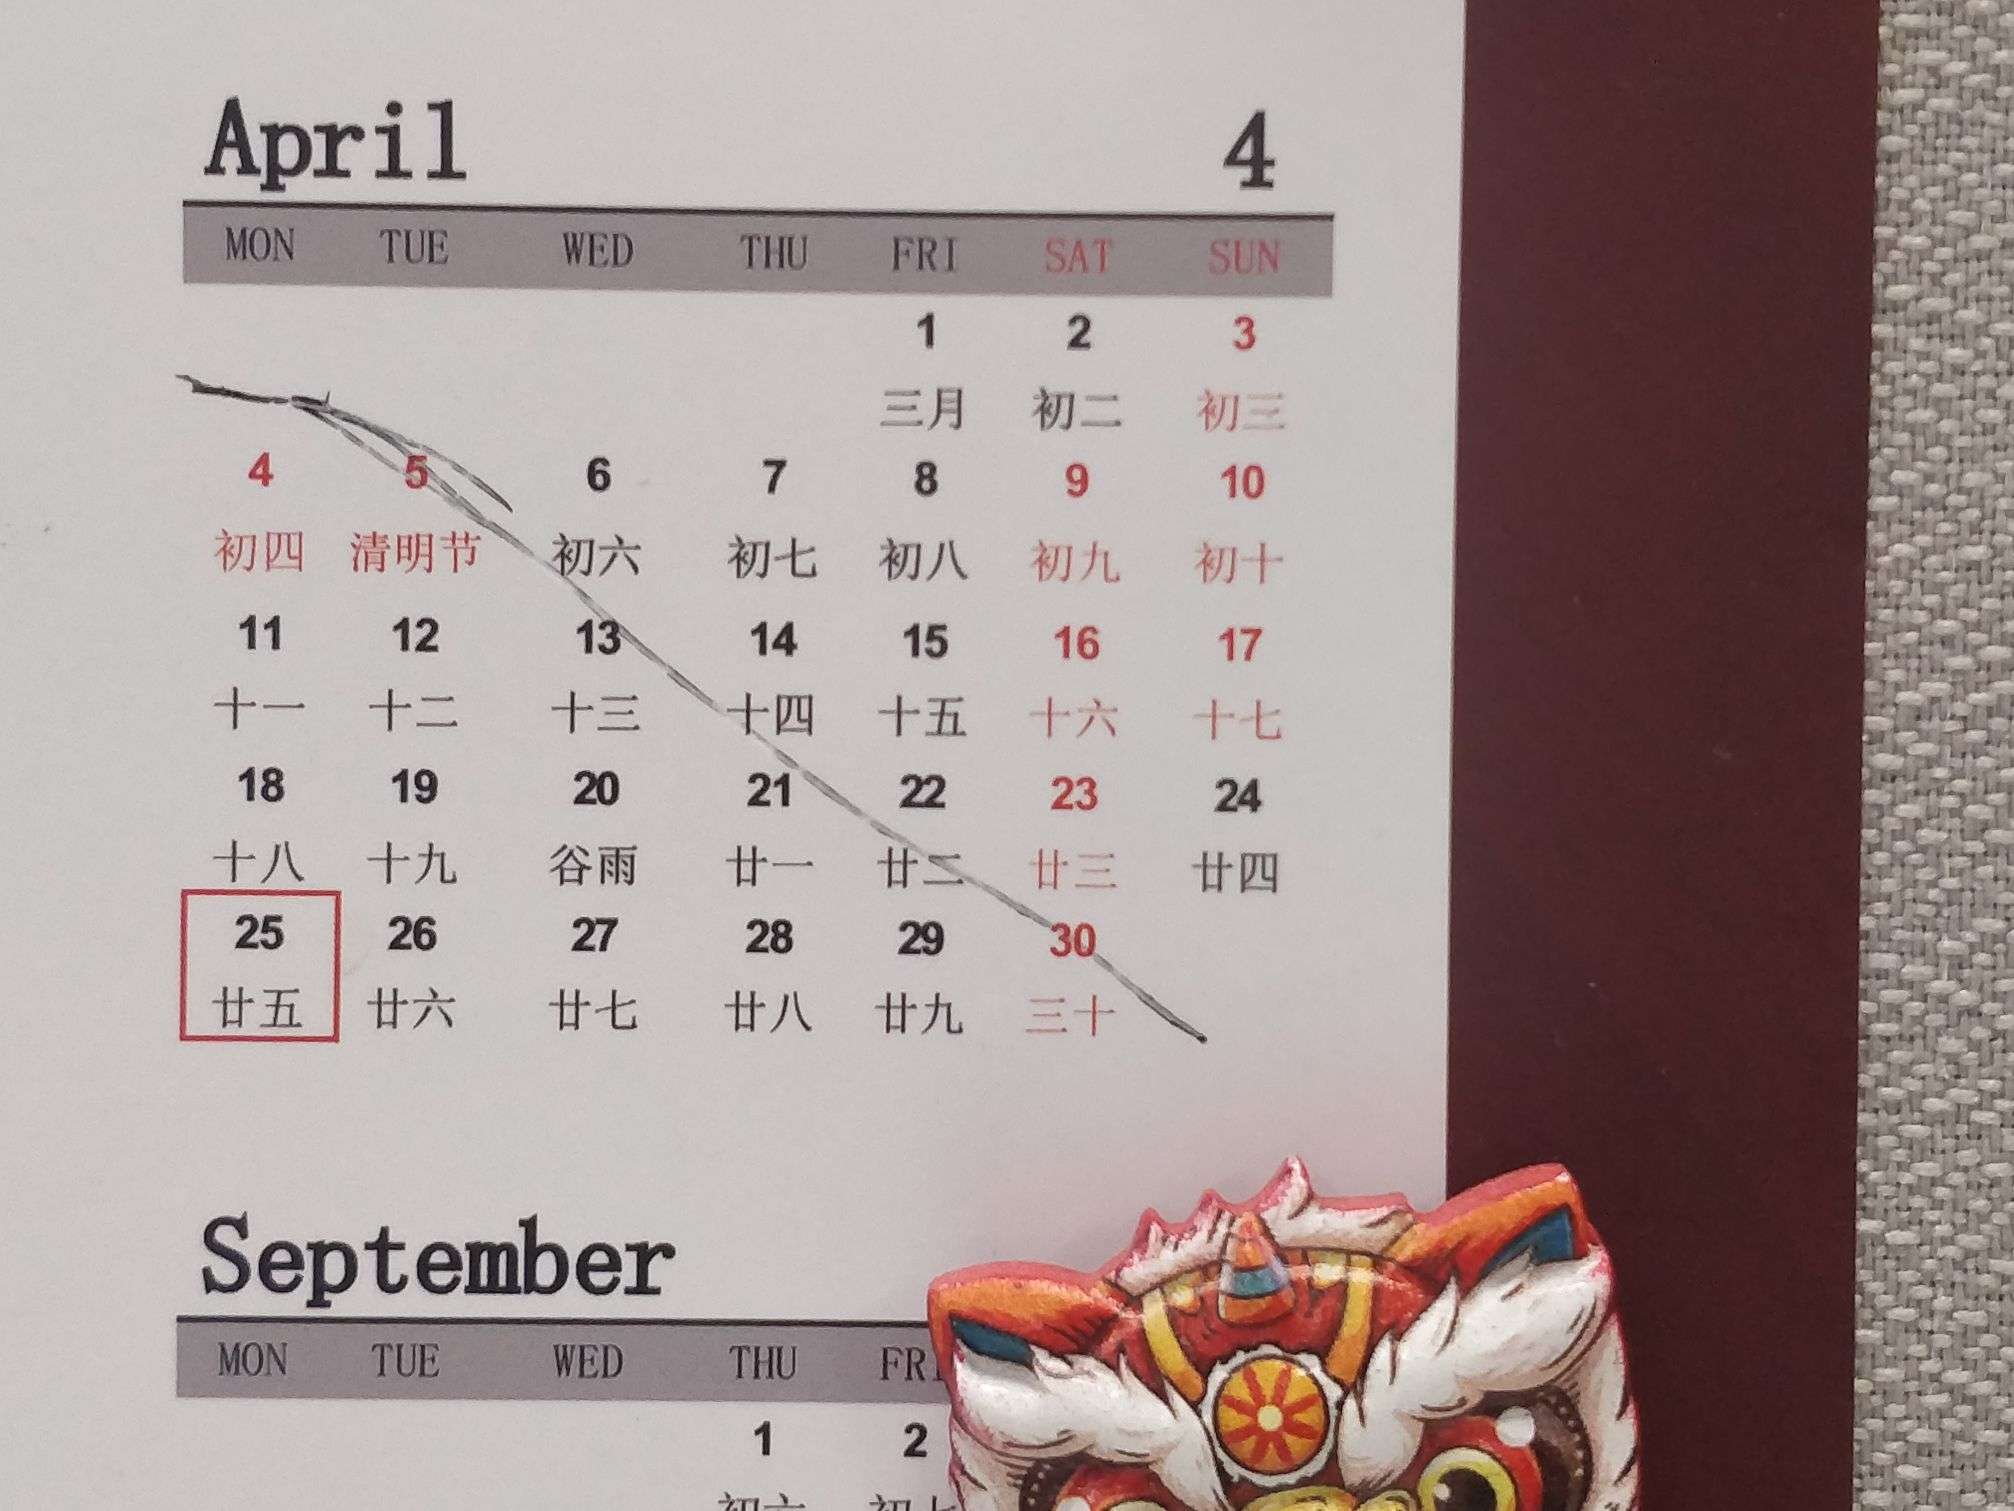 April 4
MON TUE WED THU FRI SAT SUN
1 2 3
三月 初二 初三
4 5 6 7 8 9 10
初四 清明节 初六 初七 初八 初九 初十
11 12 13 14 15 16 17
十一 十二 十三 十四 十五 十六 十七
18 19 20 21 22 23 24
十八 十九 谷雨 廿一 廿二 廿三 廿四
25 26 27 28 29 30
廿五 廿六 廿七 廿八 廿九 三十
September
MON TUE WED THU FRI
1 2
初六 初七